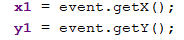 x1 = event.getX();
y1 = event.getY();